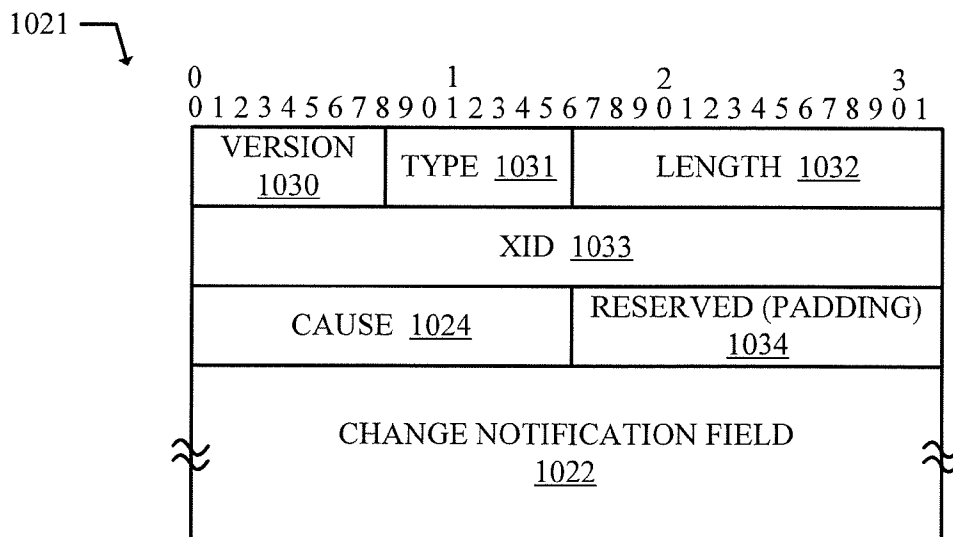 1021
0 1 2 3
0 1 2 3 4 5 6 7 8 9 0 1 2 3 4 5 6 7 8 9 0 1 2 3 4 5 6 7 8 9 0 1
VERSION 1030
TYPE 1031
LENGTH 1032
XID 1033
CAUSE 1024
RESERVED (PADDING)
1034
CHANGE NOTIFICATION FIELD
1022